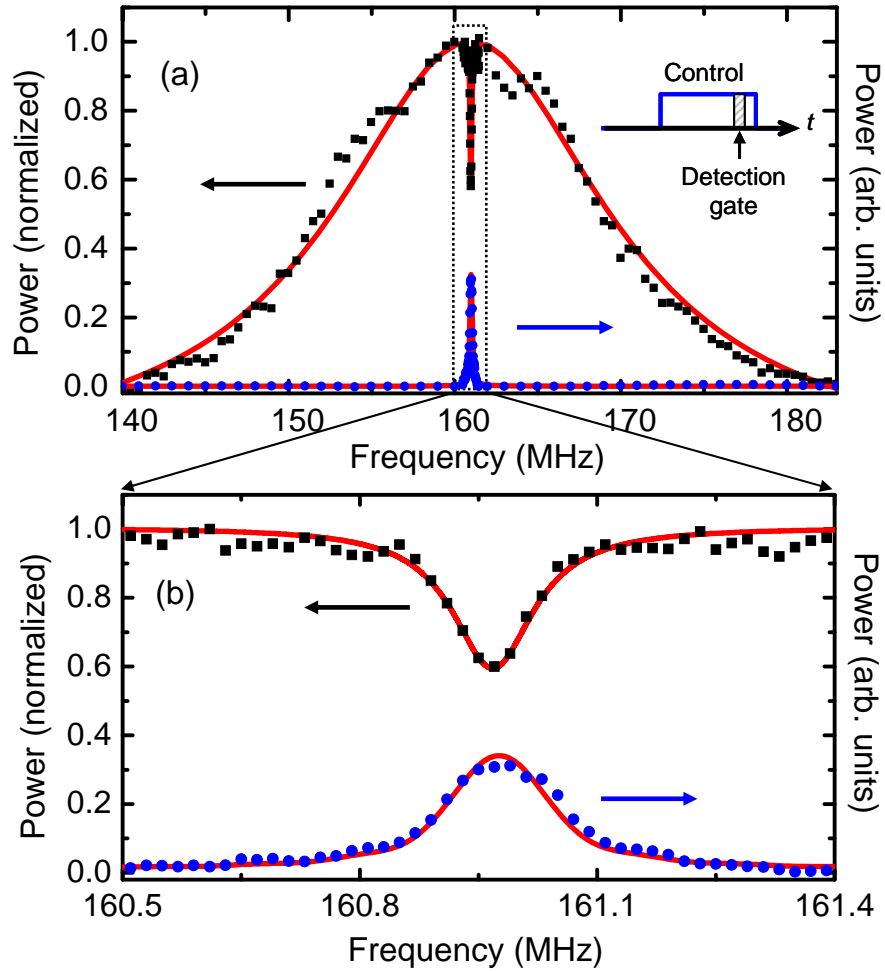 (a)
Control
t
Detection
gate
Power (normalized)
1.0
0.8
0.6
0.4
0.2
0.0
Power (arb. units)
140
150
160
170
180
Frequency (MHz)
(b)
Power (normalized)
1.0
0.8
0.6
0.4
0.2
0.0
Power (arb. units)
160.5
160.8
161.1
161.4
Frequency (MHz)